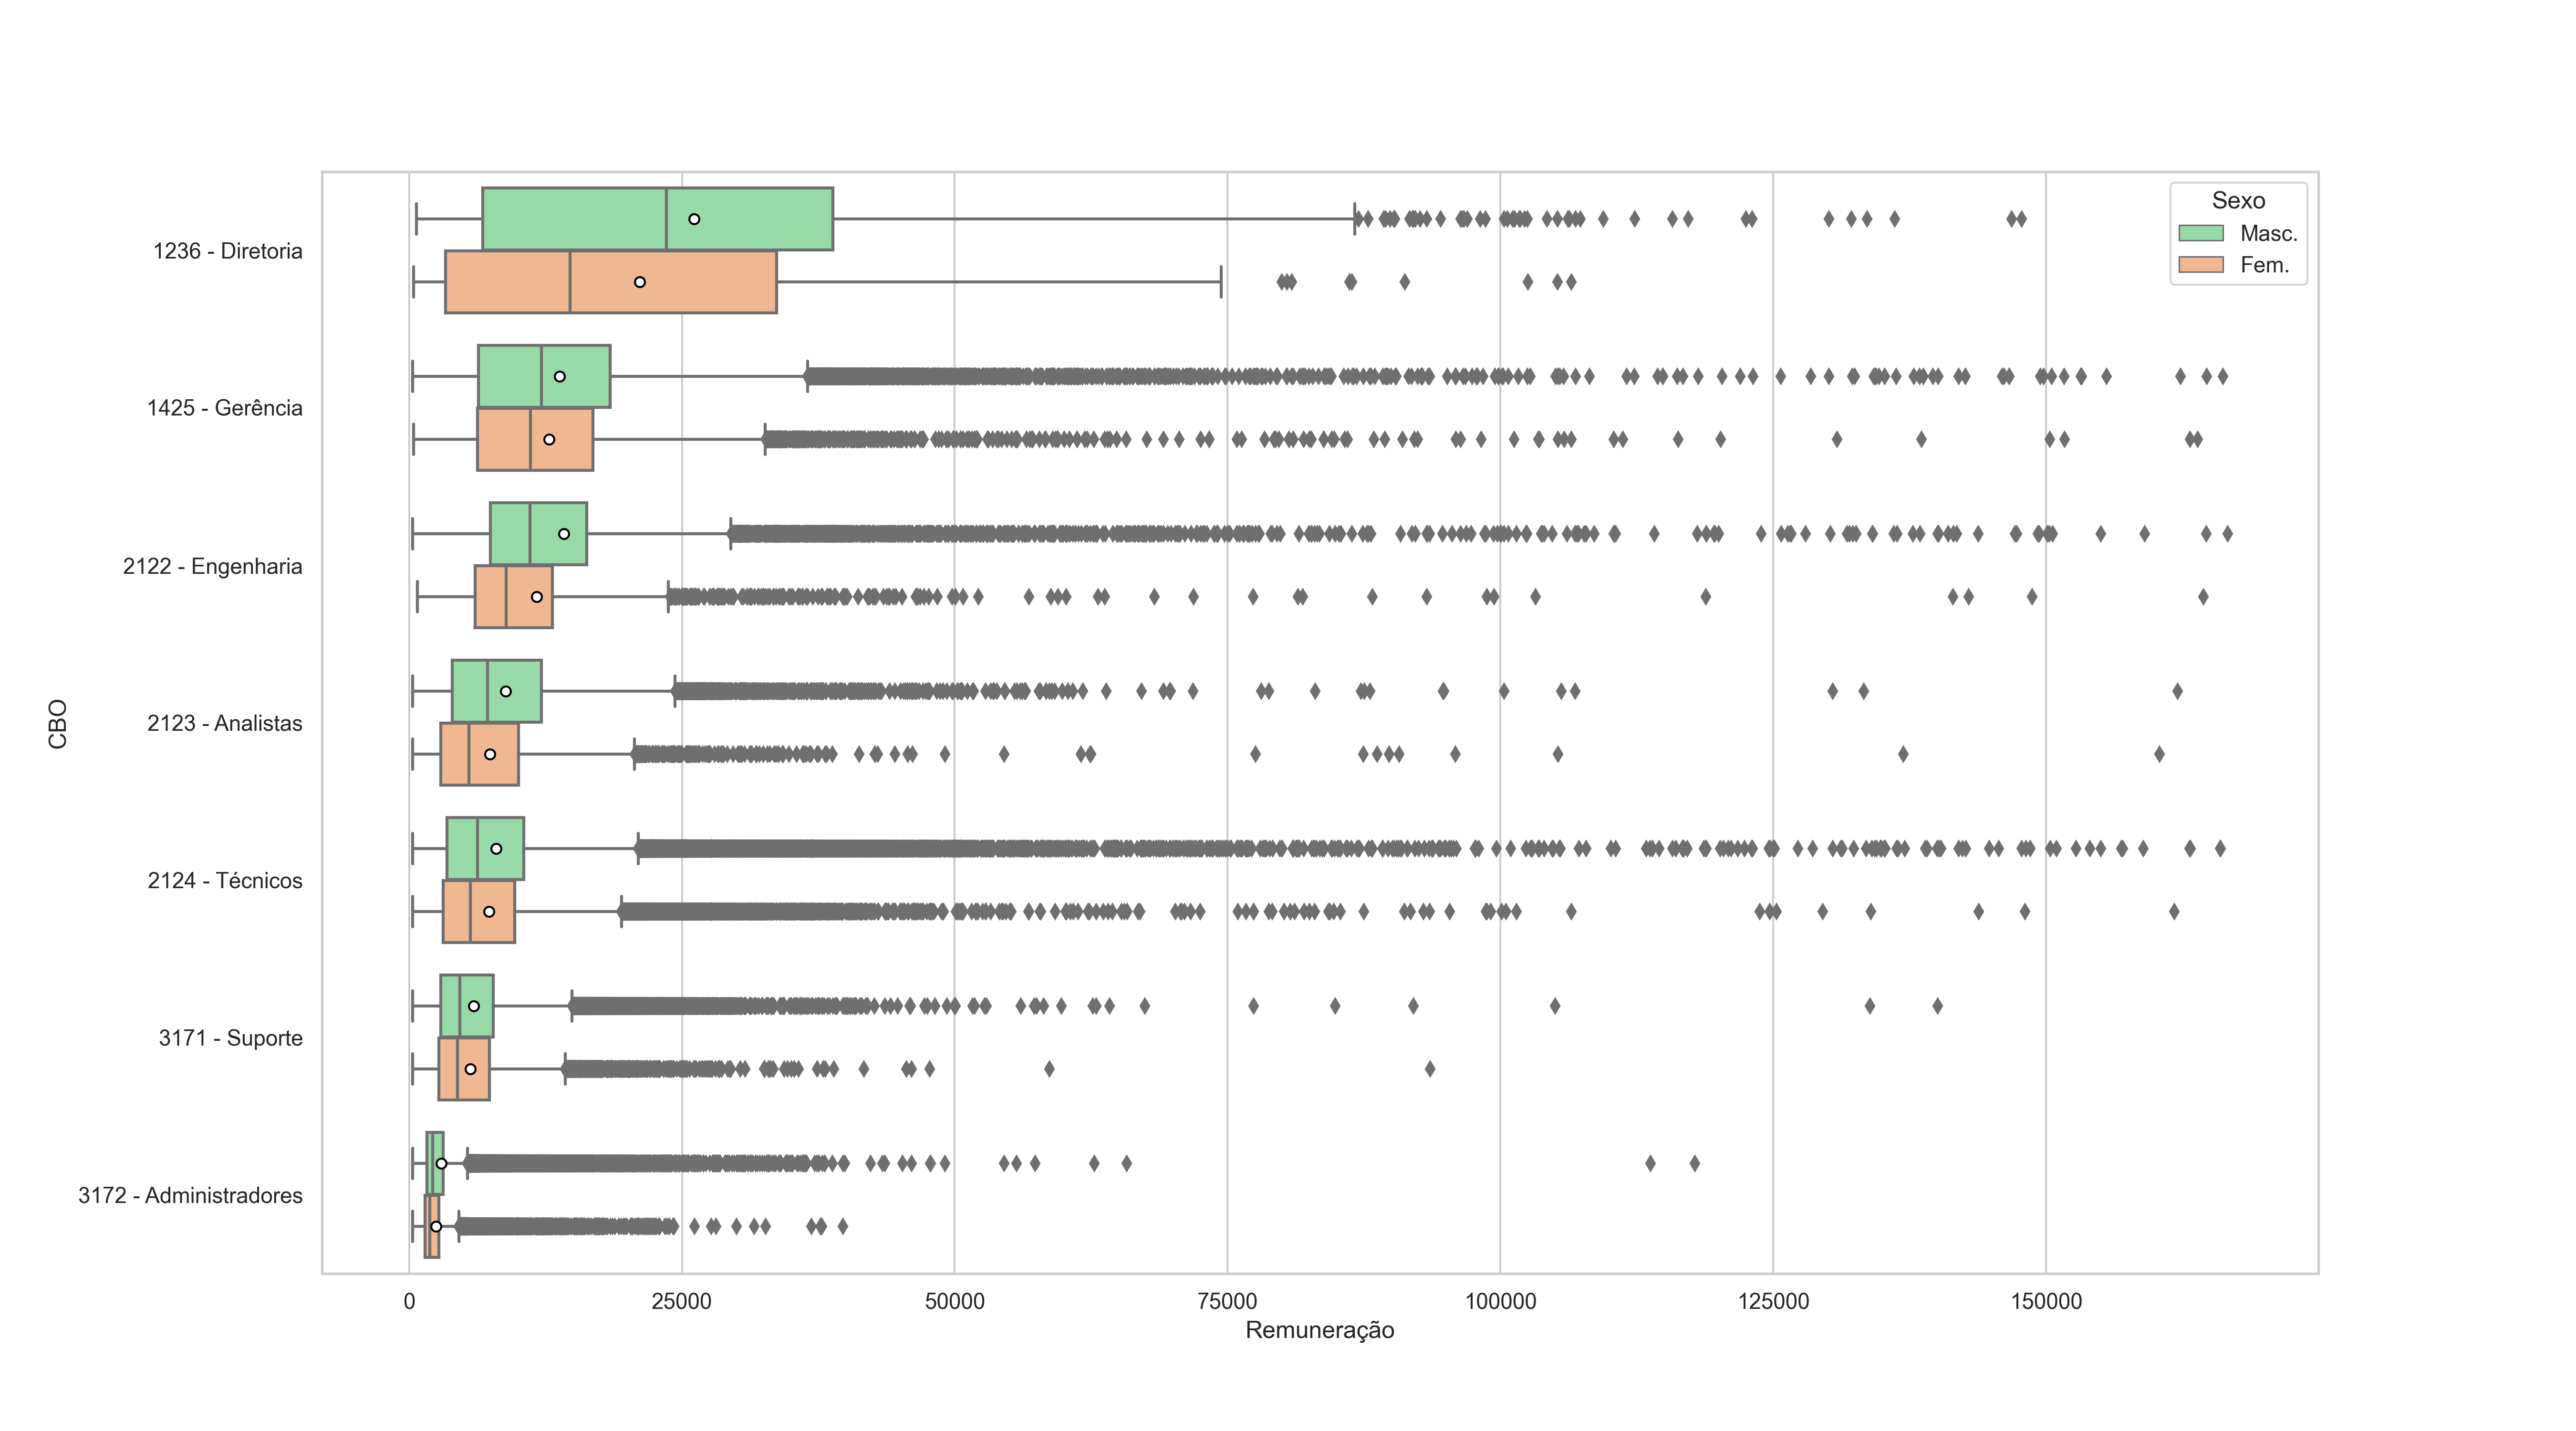 Sexo
Masc.
Fem.
1236 - Diretoria
1425 - Gerência
2122 - Engenharia
2123 - Analistas
2124 - Técnicos
3171 - Suporte
3172 - Administradores
CBO
0 25000 50000 75000 100000 125000 150000
Remuneração